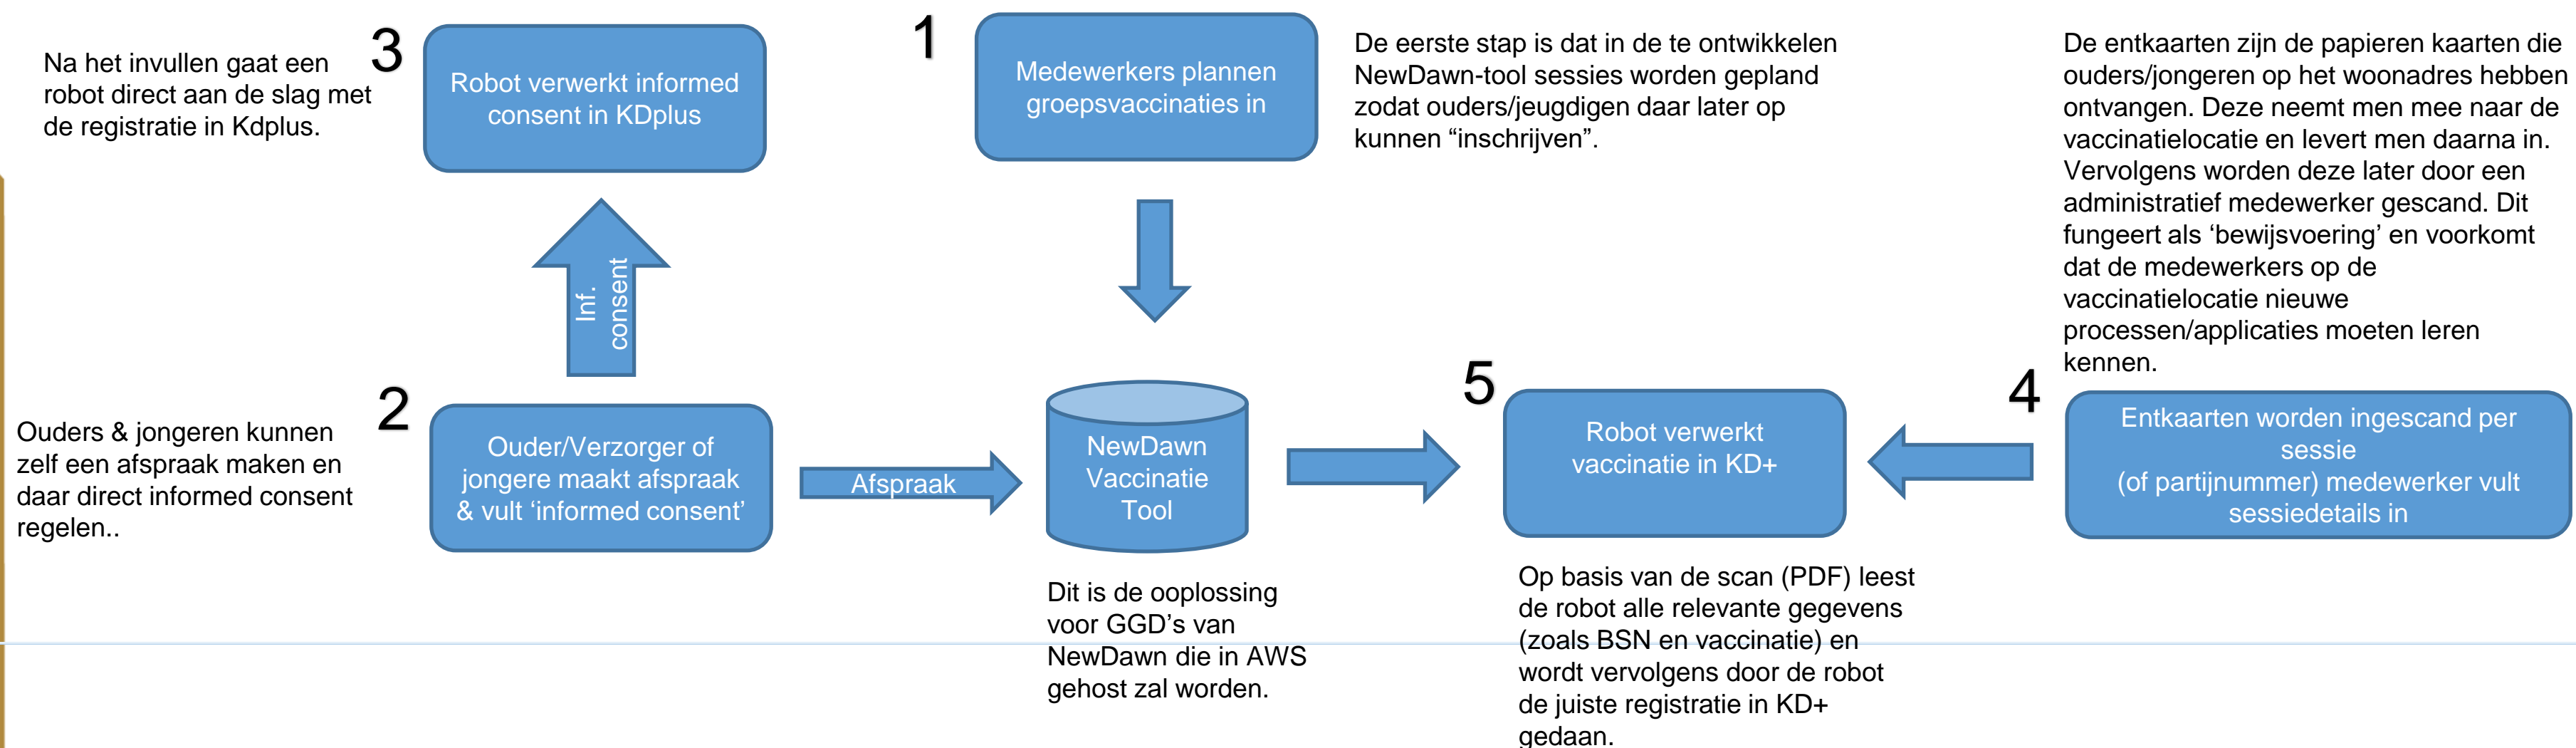 3
Na het invullen gaat een
robot direct aan de slag met
de registratie in Kdplus.
Robot verwerkt informed
consent in KDplus
1
Medewerkers plannen
groepsvaccinaties in
De eerste stap is dat in de te ontwikkelen
NewDawn-tool sessies worden gepland
zodat ouders/jeugdigen daar later op
kunnen “inschrijven”.
De entkaarten zijn de papieren kaarten die
ouders/jongeren op het woonadres hebben
ontvangen. Deze neemt men mee naar de
vaccinatielocatie en levert men daarna in.
Vervolgens worden deze later door een
administratief medewerker gescand. Dit
fungeert als ‘bewijsvoering’ en voorkomt
dat de medewerkers op de
vaccinatielocatie nieuwe
processen/applicaties moeten leren
kennen.
Inf.
consent
2
Ouders & jongeren kunnen
zelf een afspraak maken en
daar direct informed consent
regelen..
Ouder/Verzorger of
jongere maakt afspraak
& vult ‘informed consent’
Afspraak
NewDawn
Vaccinatie
Tool
Dit is de ooplossing
voor GGD’s van
NewDawn die in AWS
gehost zal worden.
5
Robot verwerkt
vaccinatie in KD+
Op basis van de scan (PDF) leest
de robot alle relevante gegevens
(zoals BSN en vaccinatie) en
wordt vervolgens door de robot
de juiste registratie in KD+
gedaan.
4
Entkaarten worden ingescand per
sessie
(of partijnummer) medewerker vult
sessiedetails in